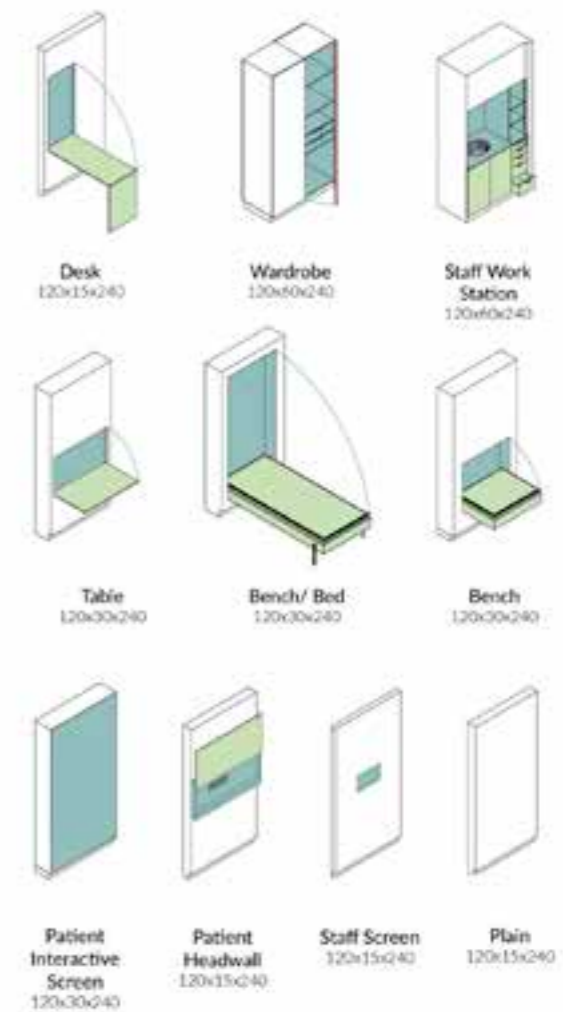 Desk
120x15x240
Wardrobe
120x60x240
Staff Work
Station
120x60x240
Table
120x30x240
Bench/ Bed
120x30x240
Bench
120x30x240
Patient
Interactive
Screen
120x30x240
Patient
Headwall
120x15x240
Staff Screen
120x15x240
Plain
120x15x240